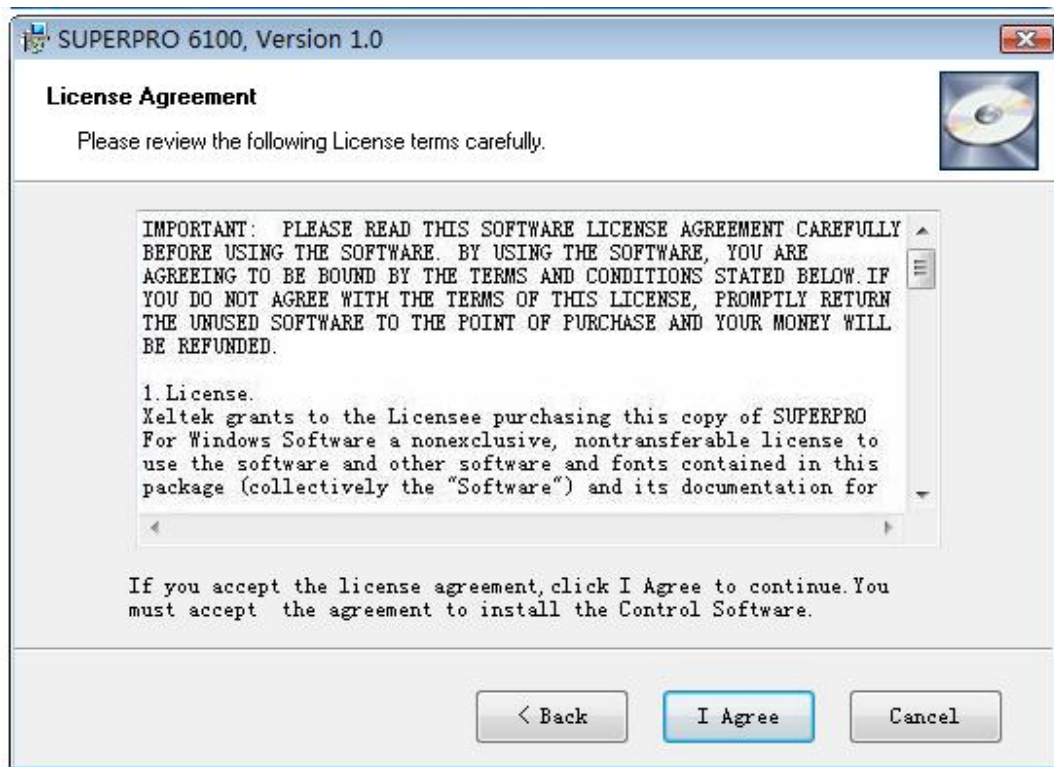 SUPERPRO 6100, Version 1.0
License Agreement
Please review the following License terms carefully.
IMPORTANT:  PLEASE READ THIS SOFTWARE LICENSE AGREEMENT CAREFULLY
BEFORE USING THE SOFTWARE. BY USING THE SOFTWARE, YOU ARE
AGREEING TO BE BOUND BY THE TERMS AND CONDITIONS STATED BELOW.IF
YOU DO NOT AGREE WITH THE TERMS OF THIS LICENSE, PROMPTLY RETURN
THE UNUSED SOFTWARE TO THE POINT OF PURCHASE AND YOUR MONEY WILL
BE REFUNDED.
1.License.
Xeltek grants to the Licensee purchasing this copy of SUPERPRO
For Windows Software a nonexclusive, nontransferable license to
use the software and other software and fonts contained in this
package (collectively the "Software") and its documentation for
If you accept the license agreement,click I Agree to continue.You
must accept  the agreement to install the Control Software.
< Back
I Agree
Cancel